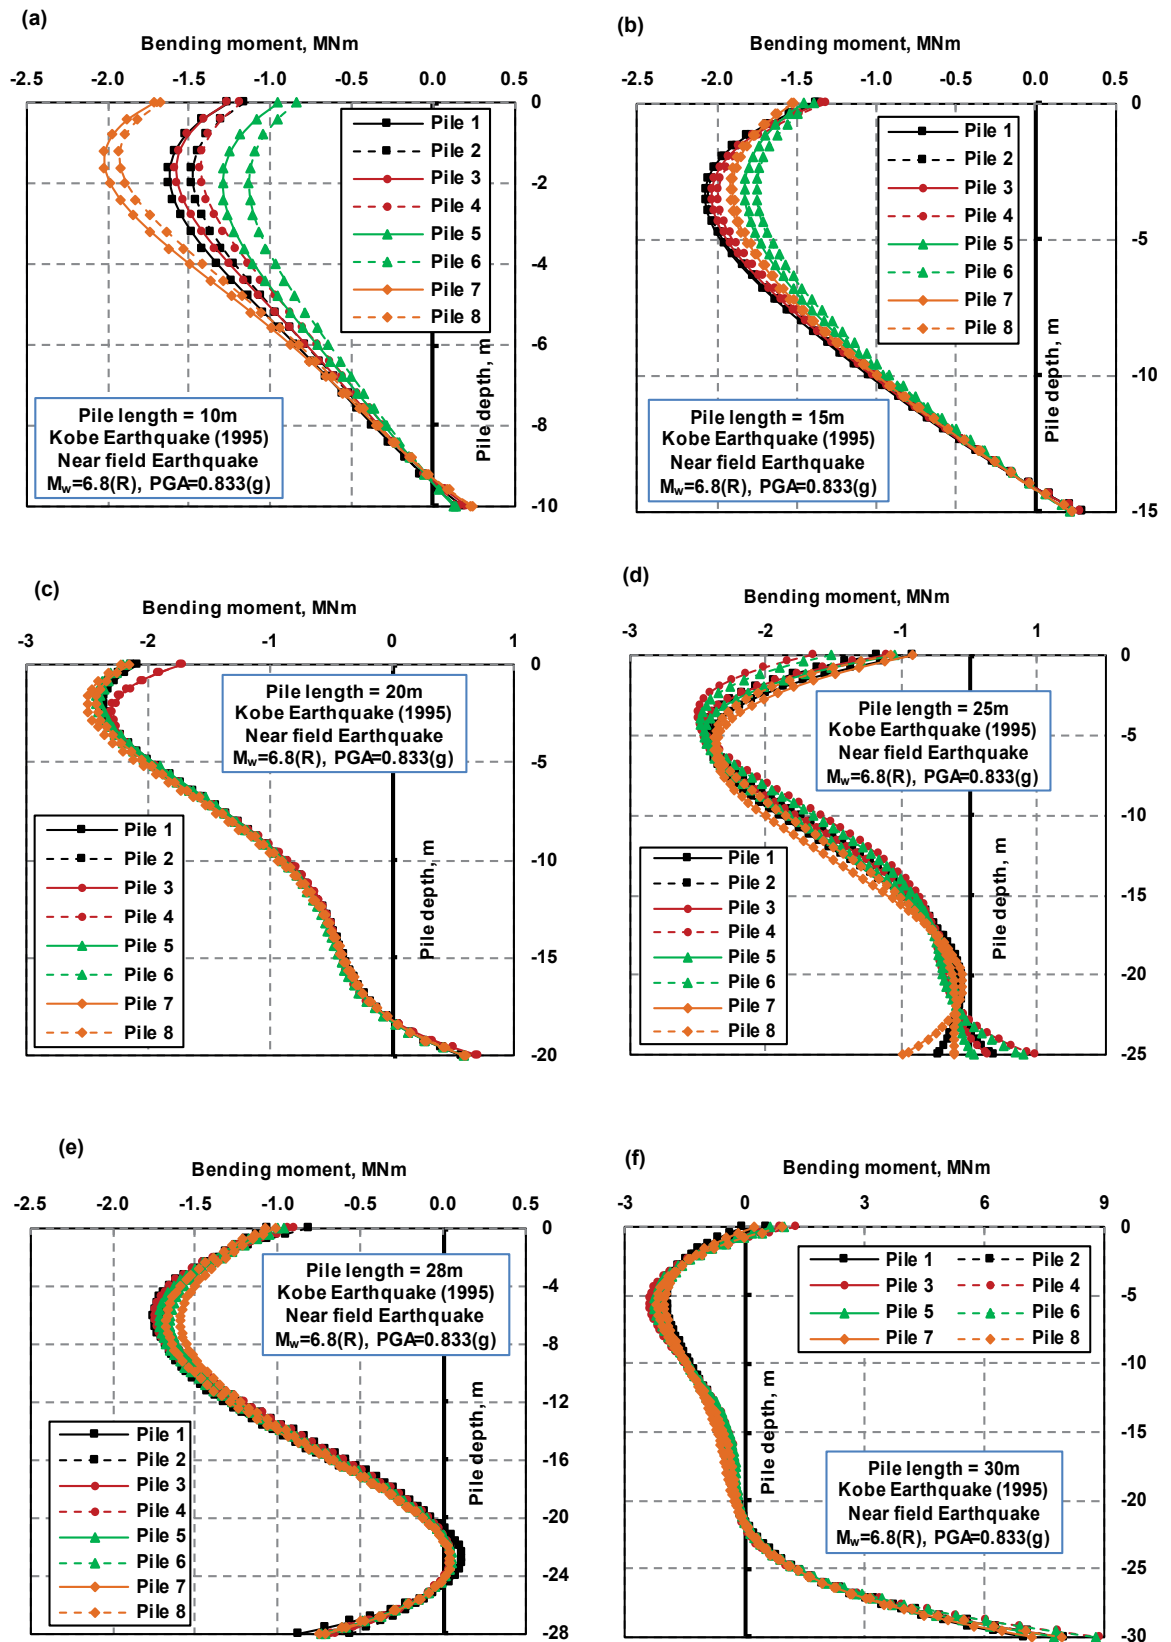 (a)
Bending moment, MNm
-2.5 -2.0 -1.5 -1.0 -0.5 0.0 0.5
0
-2
-4
-6
-8
-10
Pile depth, m
Pile 1
Pile 2
Pile 3
Pile 4
Pile 5
Pile 6
Pile 7
Pile 8
Pile length = 10m
Kobe Earthquake (1995)
Near field Earthquake
Mw=6.8(R), PGA=0.833(g)
(b)
Bending moment, MNm
-2.5 -2.0 -1.5 -1.0 -0.5 0.0 0.5
0
-5
-10
-15
Pile depth, m
Pile 1
Pile 2
Pile 3
Pile 4
Pile 5
Pile 6
Pile 7
Pile 8
Pile length = 15m
Kobe Earthquake (1995)
Near field Earthquake
Mw=6.8(R), PGA=0.833(g)
(c)
Bending moment, MNm
-3 -2 -1 0 1
0
-5
-10
-15
-20
Pile depth, m
Pile length = 20m
Kobe Earthquake (1995)
Near field Earthquake
Mw=6.8(R), PGA=0.833(g)
Pile 1
Pile 2
Pile 3
Pile 4
Pile 5
Pile 6
Pile 7
Pile 8
(d)
Bending moment, MNm
-3 -2 -1 1
0
-5
-10
-15
-20
-25
Pile depth, m
Pile length = 25m
Kobe Earthquake (1995)
Near field Earthquake
Mw=6.8(R), PGA=0.833(g)
Pile 1
Pile 2
Pile 3
Pile 4
Pile 5
Pile 6
Pile 7
Pile 8
(e)
Bending moment, MNm
-2.5 -2.0 -1.5 -1.0 -0.5 0.0 0.5
0
-4
-8
-12
-16
-20
-24
-28
Pile depth, m
Pile length = 28m
Kobe Earthquake (1995)
Near field Earthquake
Mw=6.8(R), PGA=0.833(g)
Pile 1
Pile 2
Pile 3
Pile 4
Pile 5
Pile 6
Pile 7
Pile 8
(f)
Bending moment, MNm
-3 0 3 6 9
0
-5
-10
-15
-20
-25
-30
Pile depth, m
Pile 1 Pile 2
Pile 3 Pile 4
Pile 5 Pile 6
Pile 7 Pile 8
Pile length = 30m
Kobe Earthquake (1995)
Near field Earthquake
Mw=6.8(R), PGA=0.833(g)